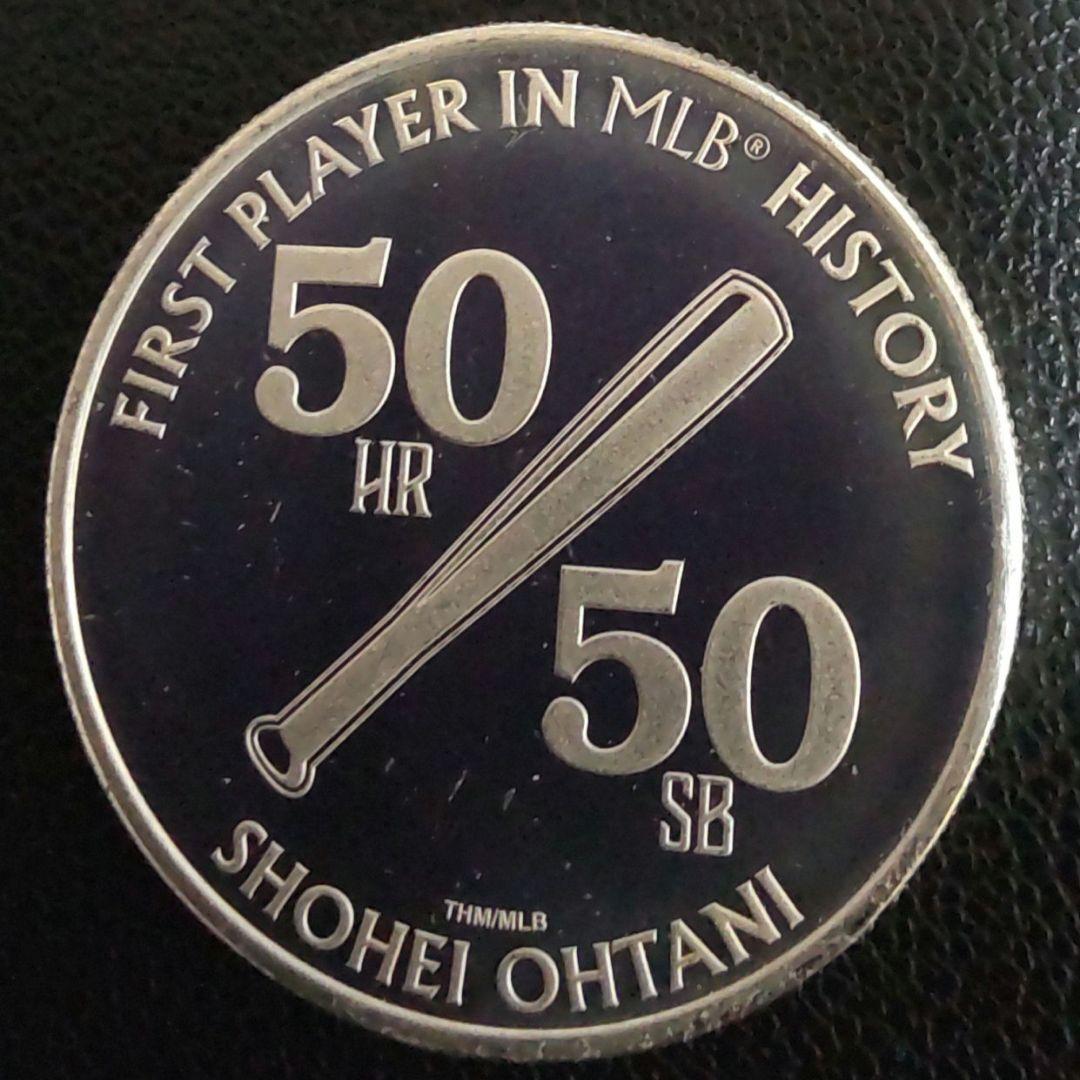 FIRST PLAYER IN MLB® HISTORY
50
HR
50
SB
THM/MLB
SHOHEI OHTANI